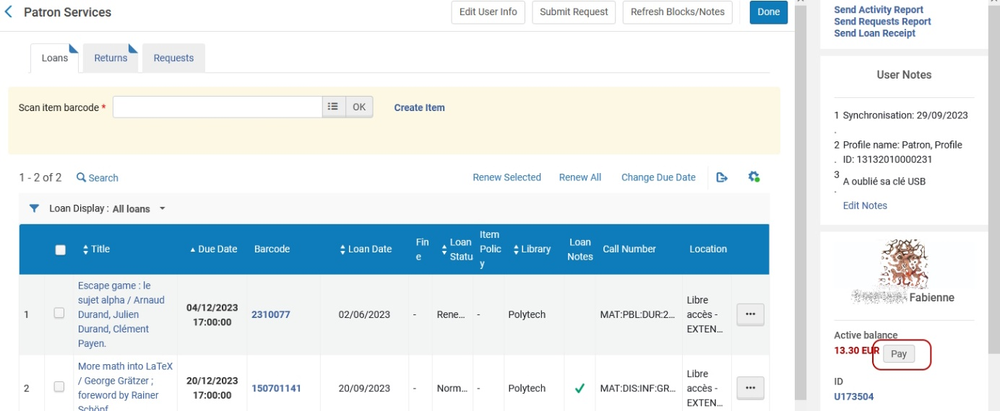 Patron Services
Edit User Info
Submit Request
Refresh Blocks/Notes
Done
Loans
Returns
Requests
Scan item barcode *
OK
Create Item
1 - 2 of 2
Search
Renew Selected
Renew All
Change Due Date
Loan Display : All loans
Title
Due Date
Barcode
Loan Date
Fin
e
Loan
Statu
Item
Polic
y
Library
Loan
Notes
Call Number
Location
1
Escape game : le
sujet alpha / Arnaud
Durand, Julien
Durand, Clément
Payen.
04/12/2023
17:00:00
2310077
02/06/2023
-
Rene...
-
Polytech
MAT:PBL:DUR:2...
Libre
accès -
EXTEN...
...
2
More math into LaTeX
/ George Grätzer ;
foreword by Rainer
Schöpf
20/12/2023
17:00:00
150701141
20/09/2023
-
Norm...
-
Polytech
MAT:DIS:INF:GR...
Libre
accès -
EXTEN...
...
Send Activity Report
Send Requests Report
Send Loan Receipt
User Notes
1 Synchronisation: 29/09/2023
.
2 Profile name: Patron, Profile
. ID: 13132010000231
3
A oublié sa clé USB
.
Edit Notes
Fabienne
Active balance
13.30 EUR
Pay
ID
U173504